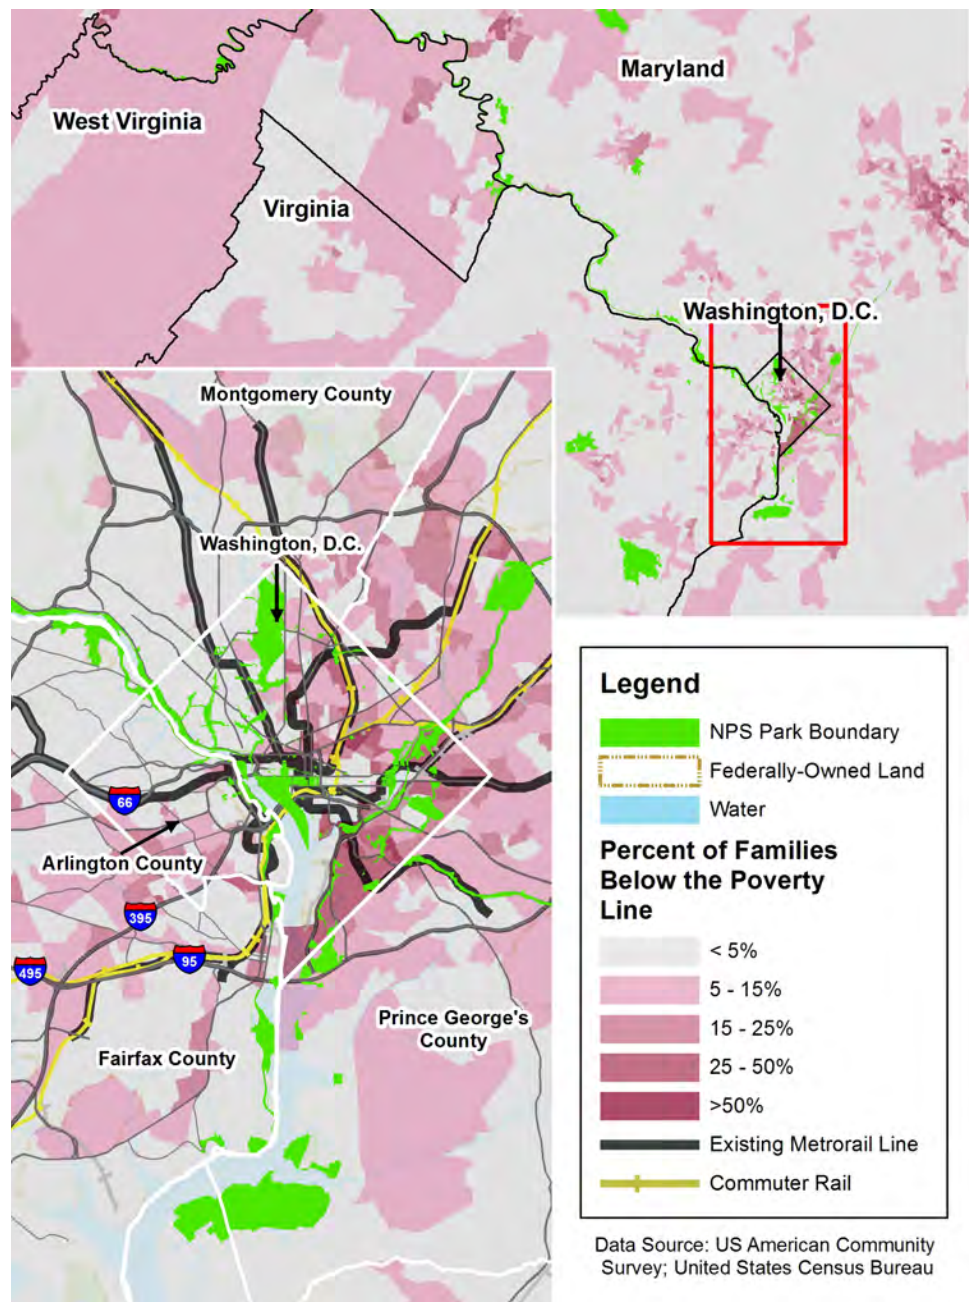 Maryland
West Virginia
Virginia
Washington, D.C.
Montgomery County
Washington, D.C.
66
Arlington County
395
95
495
Prince George's
County
Fairfax County
Legend
NPS Park Boundary
Federally-Owned Land
Water
Percent of Families
Below the Poverty
Line
< 5%
5 - 15%
15 - 25%
25 - 50%
>50%
Existing Metrorail Line
Commuter Rail
Data Source: US American Community
Survey; United States Census Bureau